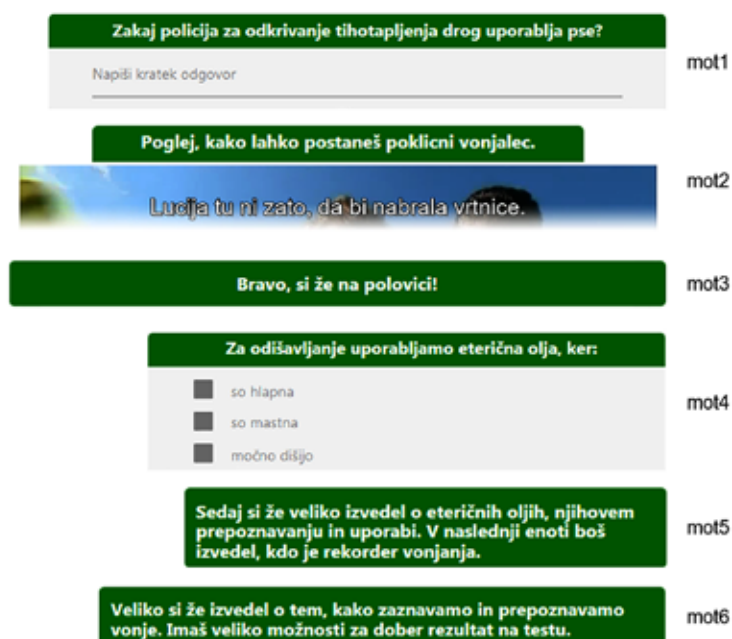 Zakaj policija za odkrivanje tihotapljenja drog uporablja pse?
Napiši kratek odgovor
mot1
Poglej, kako lahko postaneš poklicni vonjalec.
Lucija tu ni zato, da bi nabrala vrtnice.
mot2
Bravo, si že na polovici!
mot3
Za odišavljanje uporabljamo eterična olja, ker:
so hlapna
so mastna
močno dišijo
mot4
Sedaj si že veliko izvedel o eteričnih oljih, njihovem
prepoznavanju in uporabi. V naslednji enoti boš
izvedel, kdo je rekorder vonjanja.
mot5
Veliko si že izvedel o tem, kako zaznavamo in prepoznavamo
vonje. Imaš veliko možnosti za dober rezultat na testu.
mot6